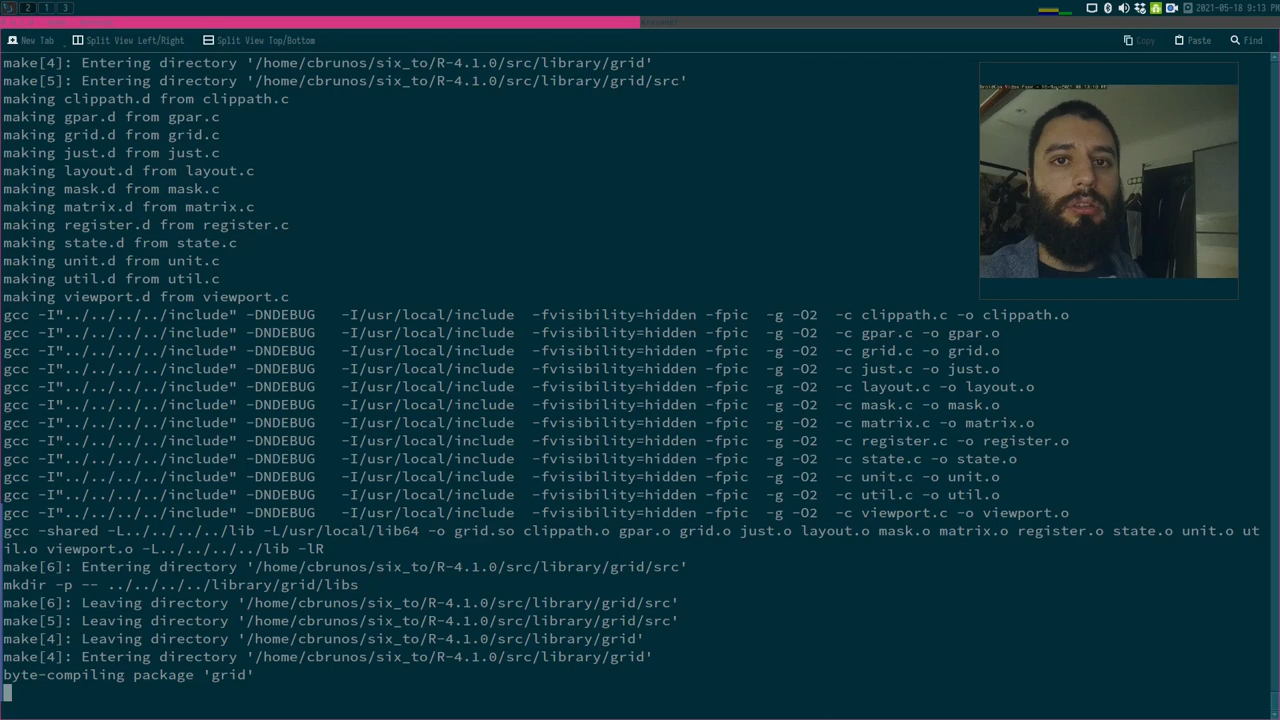 2 1 3
2021-05-18 9:13 PM
New Tab Split View Left/Right Split View Top/Bottom Copy Paste Find
make[4]: Entering directory '/home/cbrunos/six_to/R-4.1.0/src/library/grid'
make[5]: Entering directory '/home/cbrunos/six_to/R-4.1.0/src/library/grid/src'
making clippath.d from clippath.c
making gpar.d from gpar.c
making grid.d from grid.c
making just.d from just.c
making layout.d from layout.c
making mask.d from mask.c
making matrix.d from matrix.c
making register.d from register.c
making state.d from state.c
making unit.d from unit.c
making util.d from util.c
making viewport.d from viewport.c
gcc -I"../../../../include" -DNDEBUG   -I/usr/local/include  -fvisibility=hidden -fpic  -g -O2  -c clippath.c -o clippath.o
gcc -I"../../../../include" -DNDEBUG   -I/usr/local/include  -fvisibility=hidden -fpic  -g -O2  -c gpar.c -o gpar.o
gcc -I"../../../../include" -DNDEBUG   -I/usr/local/include  -fvisibility=hidden -fpic  -g -O2  -c grid.c -o grid.o
gcc -I"../../../../include" -DNDEBUG   -I/usr/local/include  -fvisibility=hidden -fpic  -g -O2  -c just.c -o just.o
gcc -I"../../../../include" -DNDEBUG   -I/usr/local/include  -fvisibility=hidden -fpic  -g -O2  -c layout.c -o layout.o
gcc -I"../../../../include" -DNDEBUG   -I/usr/local/include  -fvisibility=hidden -fpic  -g -O2  -c mask.c -o mask.o
gcc -I"../../../../include" -DNDEBUG   -I/usr/local/include  -fvisibility=hidden -fpic  -g -O2  -c matrix.c -o matrix.o
gcc -I"../../../../include" -DNDEBUG   -I/usr/local/include  -fvisibility=hidden -fpic  -g -O2  -c register.c -o register.o
gcc -I"../../../../include" -DNDEBUG   -I/usr/local/include  -fvisibility=hidden -fpic  -g -O2  -c state.c -o state.o
gcc -I"../../../../include" -DNDEBUG   -I/usr/local/include  -fvisibility=hidden -fpic  -g -O2  -c unit.c -o unit.o
gcc -I"../../../../include" -DNDEBUG   -I/usr/local/include  -fvisibility=hidden -fpic  -g -O2  -c util.c -o util.o
gcc -I"../../../../include" -DNDEBUG   -I/usr/local/include  -fvisibility=hidden -fpic  -g -O2  -c viewport.c -o viewport.o
gcc -shared -L../../../../lib -L/usr/local/lib64 -o grid.so clippath.o gpar.o grid.o just.o layout.o mask.o matrix.o register.o state.o unit.o ut
il.o viewport.o -L../../../../lib -lR
make[6]: Entering directory '/home/cbrunos/six_to/R-4.1.0/src/library/grid/src'
mkdir -p -- ../../../../library/grid/libs
make[6]: Leaving directory '/home/cbrunos/six_to/R-4.1.0/src/library/grid/src'
make[5]: Leaving directory '/home/cbrunos/six_to/R-4.1.0/src/library/grid/src'
make[4]: Leaving directory '/home/cbrunos/six_to/R-4.1.0/src/library/grid'
make[4]: Entering directory '/home/cbrunos/six_to/R-4.1.0/src/library/grid'
byte-compiling package 'grid'